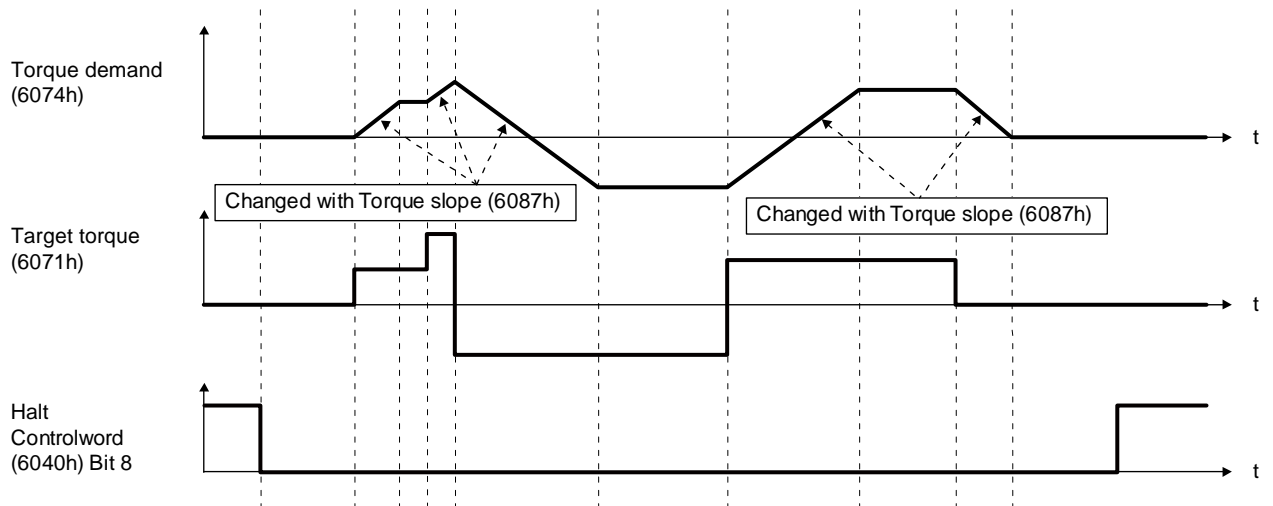 Torque demand
(6074h)
t
Changed with Torque slope (6087h)
Changed with Torque slope (6087h)
Target torque
(6071h)
t
Halt
Controlword
(6040h) Bit 8
t